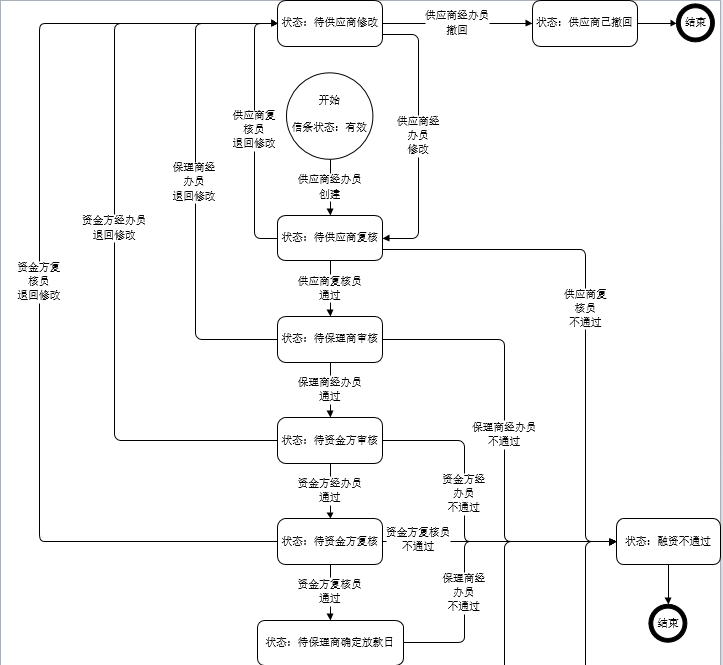 状态：待供应商修改
供应商经办员
撤回
状态：供应商已撤回
结束
开始
信条状态：有效
供应商复
核员
退回修改
供应商经
办员
修改
保理商经
办员
退回修改
供应商经办员
创建
资金方经办员
退回修改
状态：待供应商复核
资金方复
核员
退回修改
供应商复核员
通过
供应商复
核员
不通过
状态：待保理商审核
保理商经办员
通过
保理商经办员
不通过
状态：待资金方审核
资金方经办员
通过
资金方经
办员
不通过
状态：待资金方复核
资金方复核员
不通过
状态：融资不通过
资金方复核员
通过
保理商经
办员
不通过
结束
状态：待保理商确定放款日